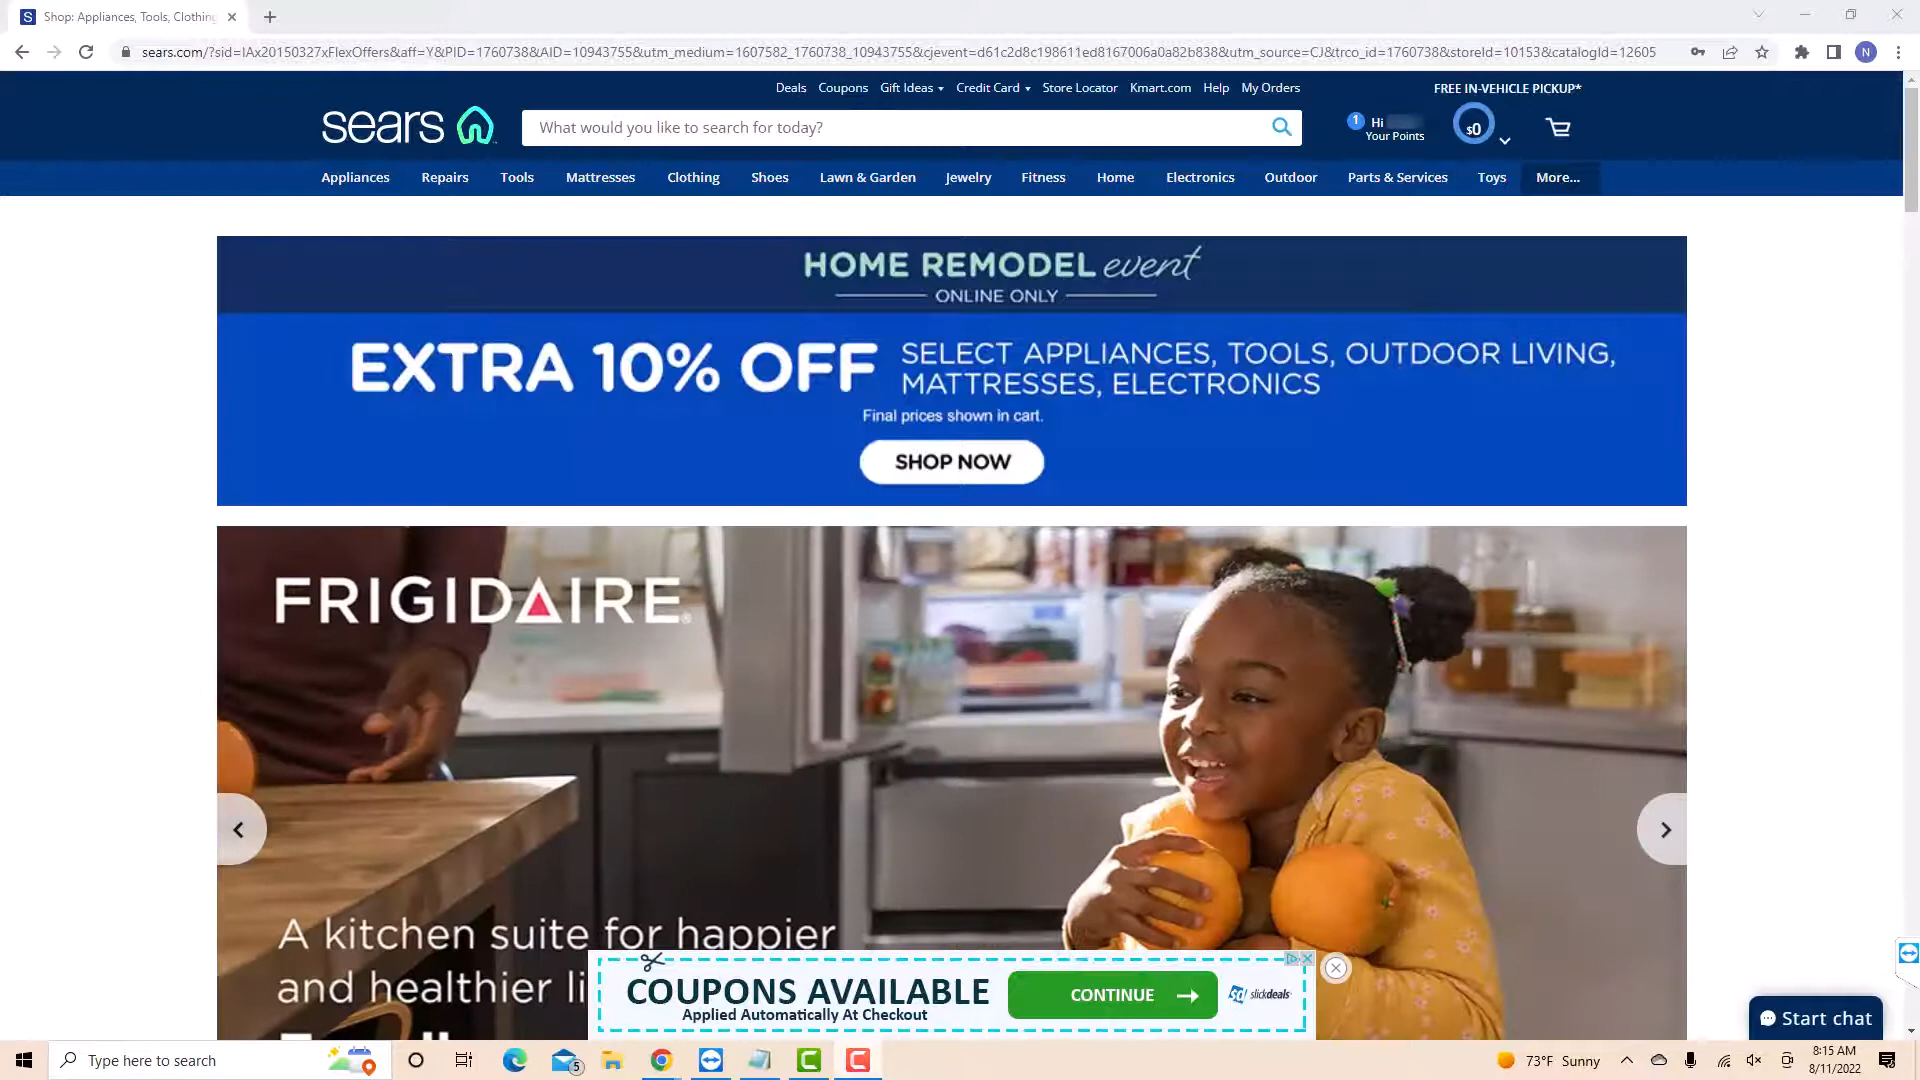 Shop: Appliances, Tools, Clothing
sears.com/?sid=IAx20150327xFlexOffers&aff=Y&PID=1760738&AID=10943755&utm_medium=1607582_1760738_10943755&cjevent=d61c2d8c198611ed8167006a0a82b838&utm_source=CJ&trco_id=1760738&storeId=10153&catalogId=12605
N
Deals Coupons Gift Ideas Credit Card Store Locator Kmart.com Help My Orders
FREE IN-VEHICLE PICKUP*
sears
What would you like to search for today?
1 Hi
Your Points
$0
Appliances Repairs Tools Mattresses Clothing Shoes Lawn & Garden Jewelry Fitness Home Electronics Outdoor Parts & Services Toys More...
HOME REMODEL event
ONLINE ONLY
EXTRA 10% OFF
SELECT APPLIANCES, TOOLS, OUTDOOR LIVING,
MATTRESSES, ELECTRONICS
Final prices shown in cart.
SHOP NOW
FRIGIDAIRE
A kitchen suite for happier
and healthier li
COUPONS AVAILABLE
Applied Automatically At Checkout
CONTINUE
sd slickdeals
Start chat
Type here to search
5
73°F Sunny
8:15 AM
8/11/2022